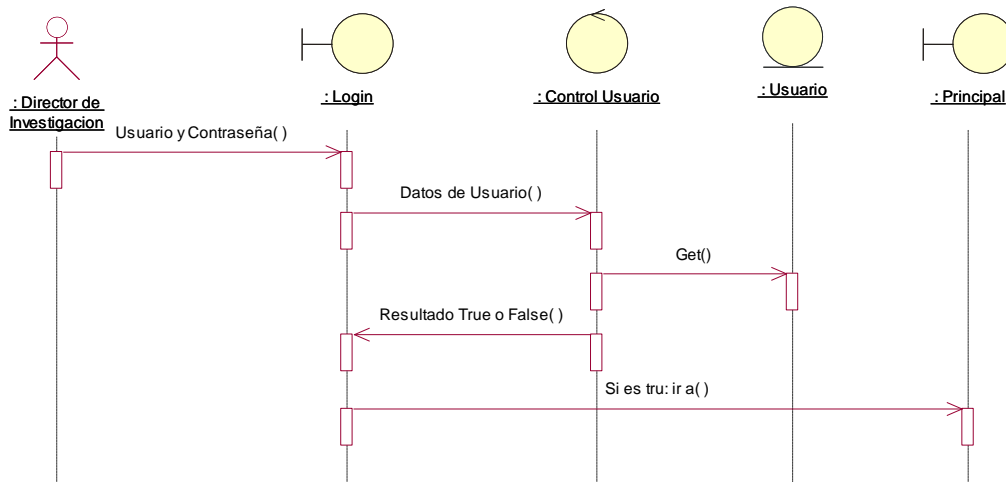 : Director de
Investigacion
: Login
: Control Usuario
: Usuario
: Principal
Usuario y Contraseña( )
Datos de Usuario( )
Get()
Resultado True o False( )
Si es tru: ir a( )